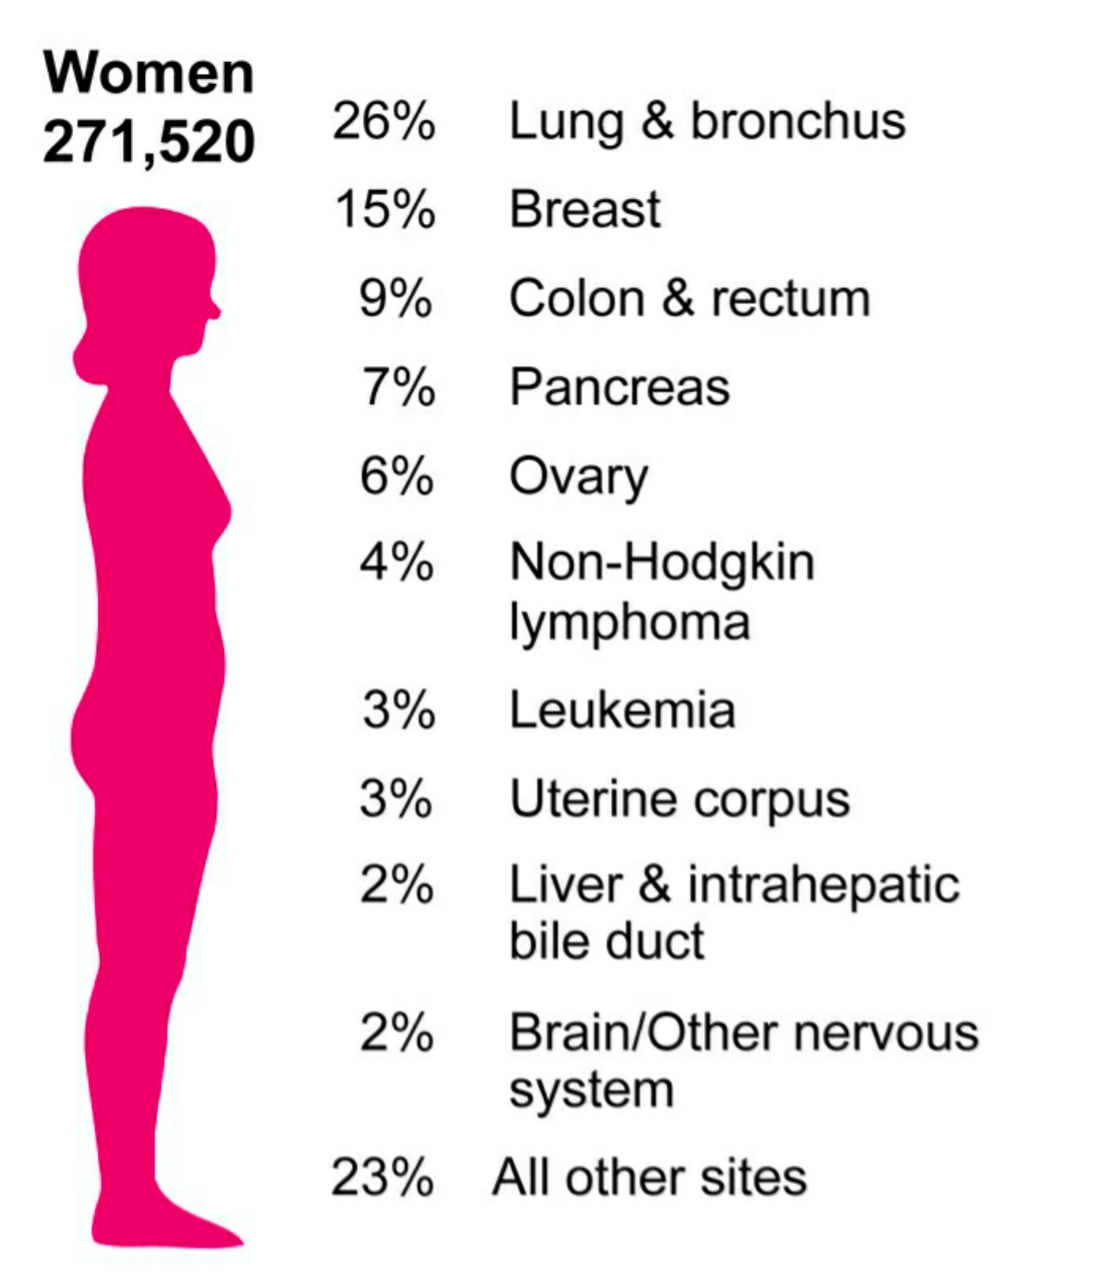 Women
271,520
26% Lung & bronchus
15% Breast
9% Colon & rectum
7% Pancreas
6% Ovary
4% Non-Hodgkin
lymphoma
3% Leukemia
3% Uterine corpus
2% Liver & intrahepatic
bile duct
2% Brain/Other nervous
system
23% All other sites